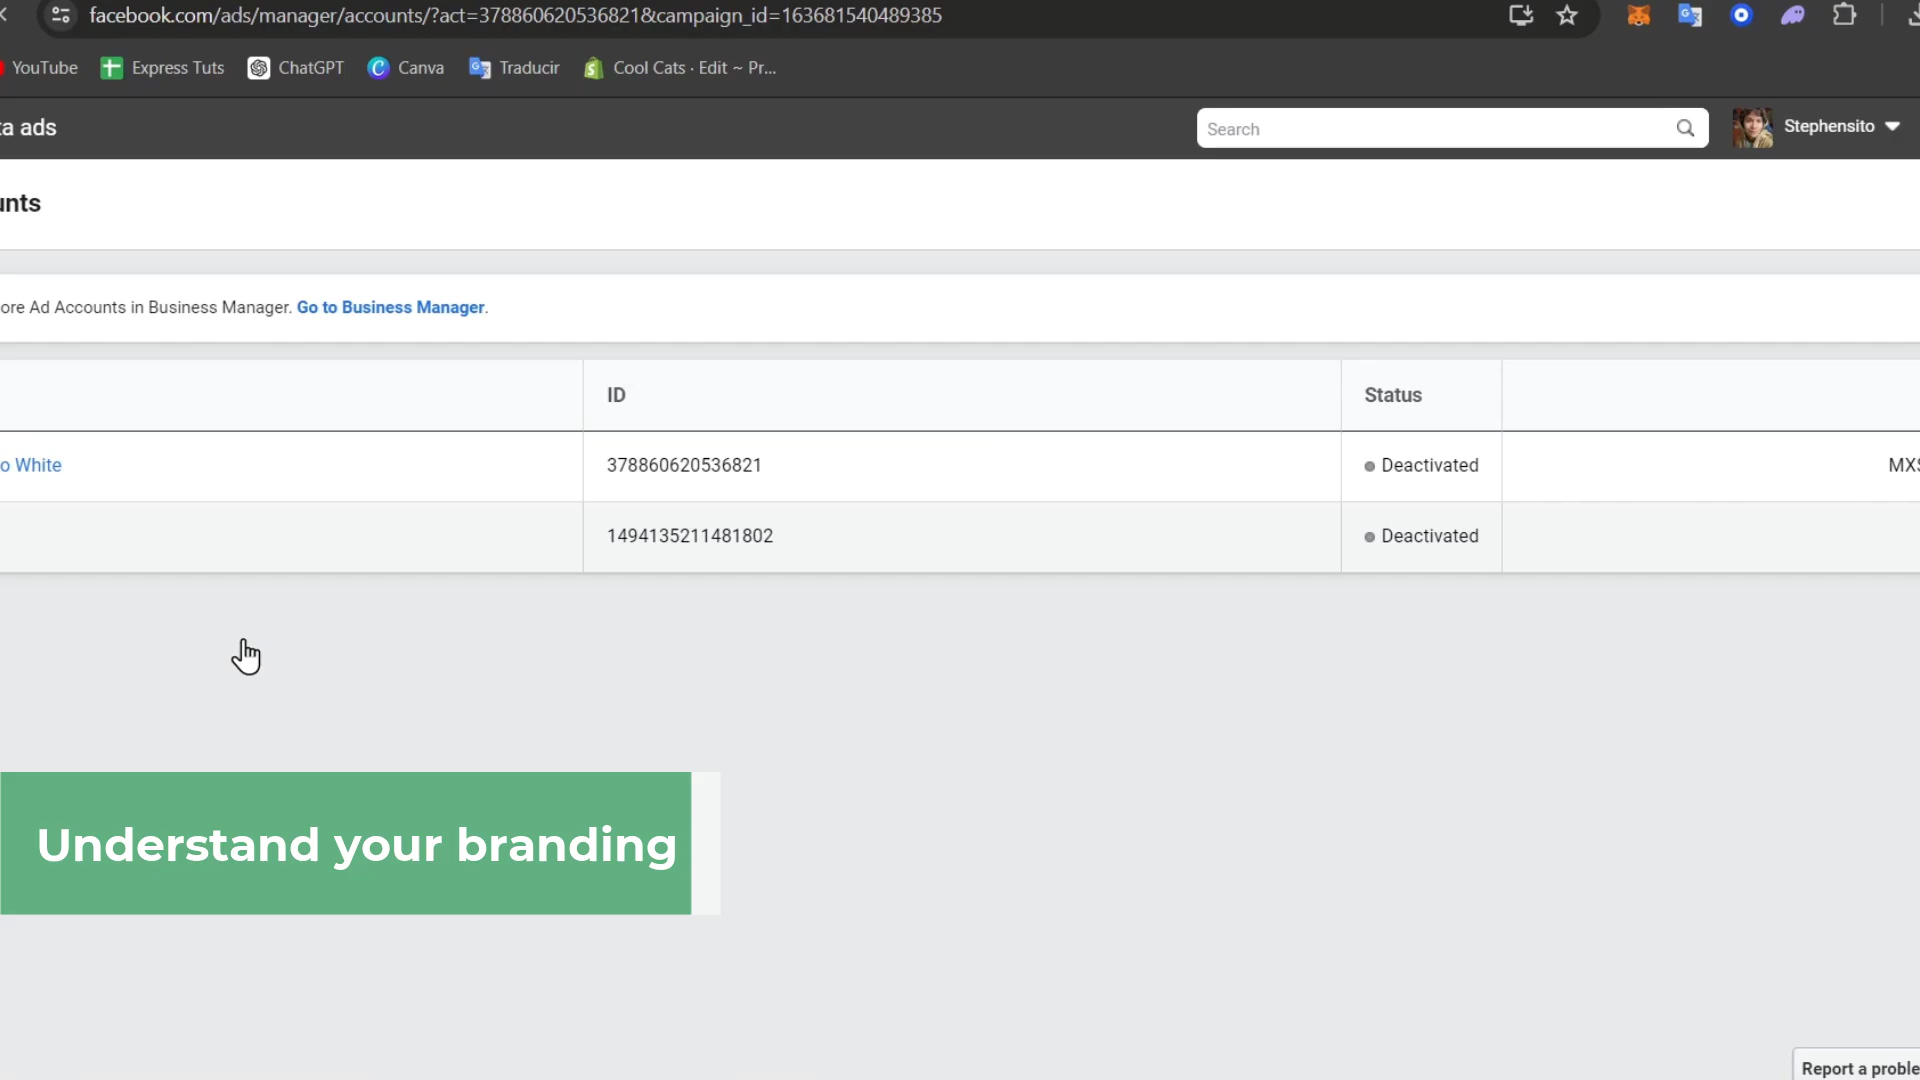 facebook.com/ads/manager/accounts/?act=378860620536821&campaign_id=163681540489385
YouTube Express Tuts ChatGPT Canva Traducir Cool Cats · Edit ~ Pr...
ta ads Search Stephensito
unts
ore Ad Accounts in Business Manager. Go to Business Manager.
ID Status
o White 378860620536821 Deactivated MX$
1494135211481802 Deactivated
Understand your branding
Report a proble